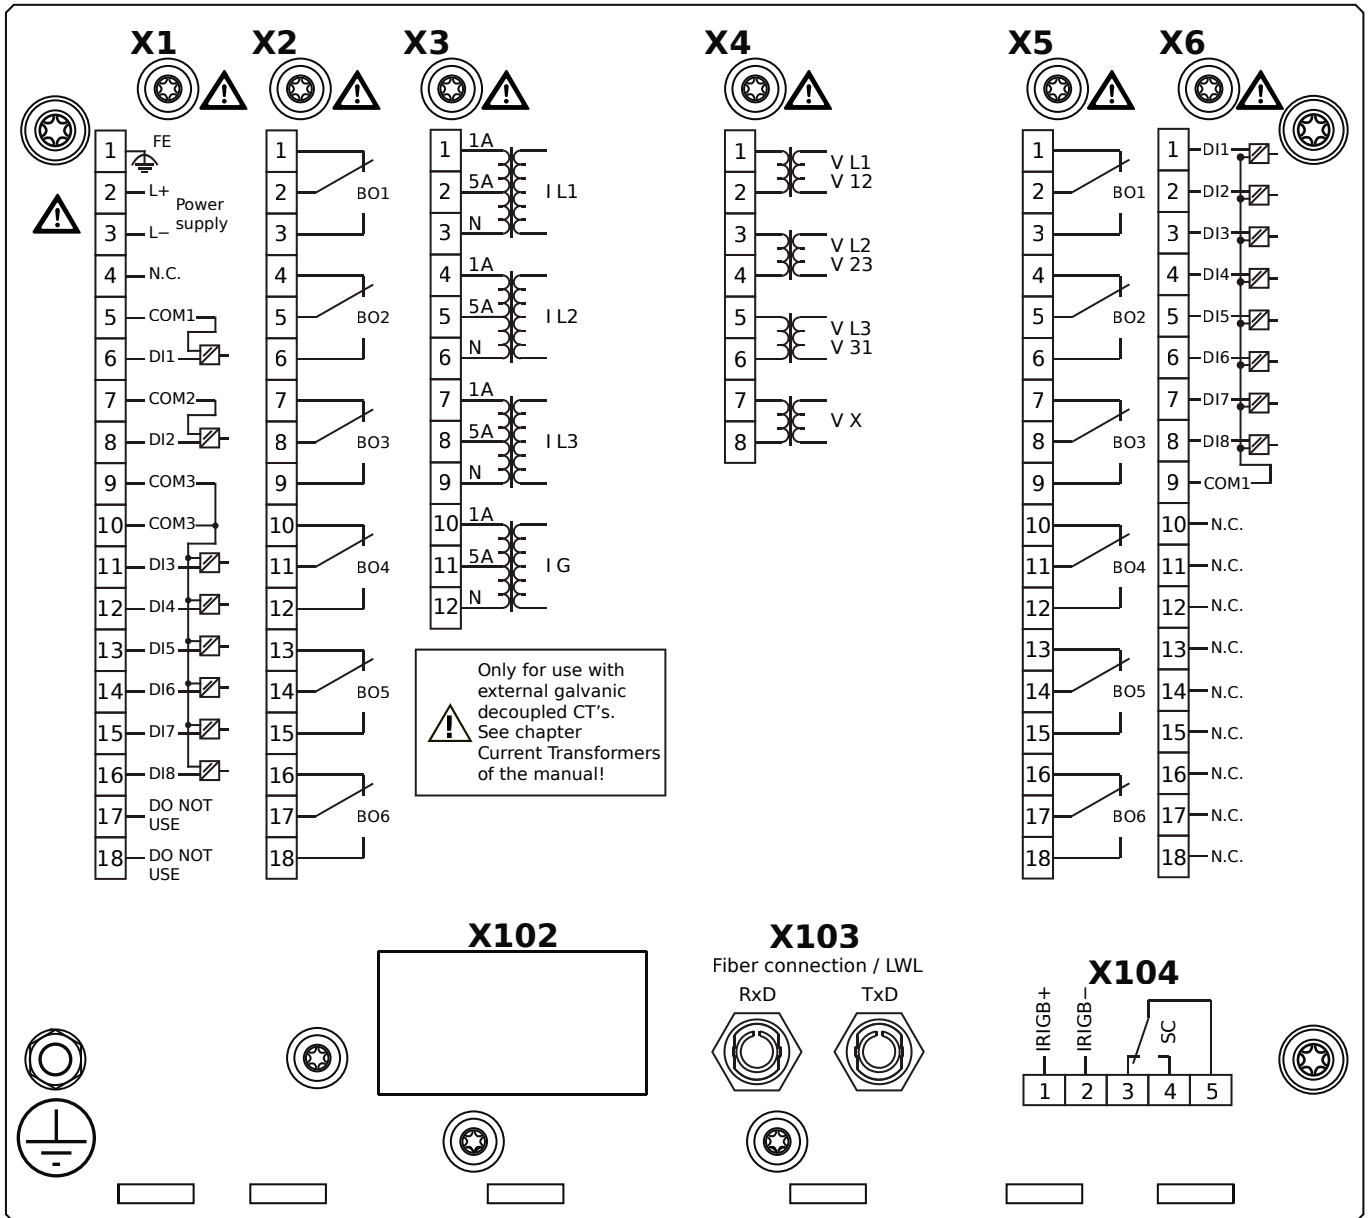 X1
X2
X3
X4
X5
X6
1 FE
2 L+
Power
supply
3 L−
4 N.C.
5 COM1
6 DI1
7 COM2
8 DI2
9 COM3
10 COM3
11 DI3
12 DI4
13 DI5
14 DI6
15 DI7
16 DI8
17 DO NOT
USE
18 DO NOT
USE
1
2 BO1
3
4
5 BO2
6
7
8 BO3
9
10
11 BO4
12
13
14 BO5
15
16
17 BO6
18
1 1A
2 5A I L1
3 N
4 1A
5 5A I L2
6 N
7 1A
8 5A I L3
9 N
10 1A
11 5A I G
12 N
Only for use with
external galvanic
decoupled CT's.
See chapter
Current Transformers
of the manual!
1
V L1
2
V 12
3
V L2
4
V 23
5
V L3
6
V 31
7
V X
8
1
2 BO1
3
4
5 BO2
6
7
8 BO3
9
10
11 BO4
12
13
14 BO5
15
16
17 BO6
18
1 DI1
2 DI2
3 DI3
4 DI4
5 DI5
6 DI6
7 DI7
8 DI8
9 COM1
10 N.C.
11 N.C.
12 N.C.
13 N.C.
14 N.C.
15 N.C.
16 N.C.
17 N.C.
18 N.C.
X102
X103
Fiber connection / LWL
RxD
TxD
X104
IRIGB+
IRIGB−
SC
1 2 3 4 5